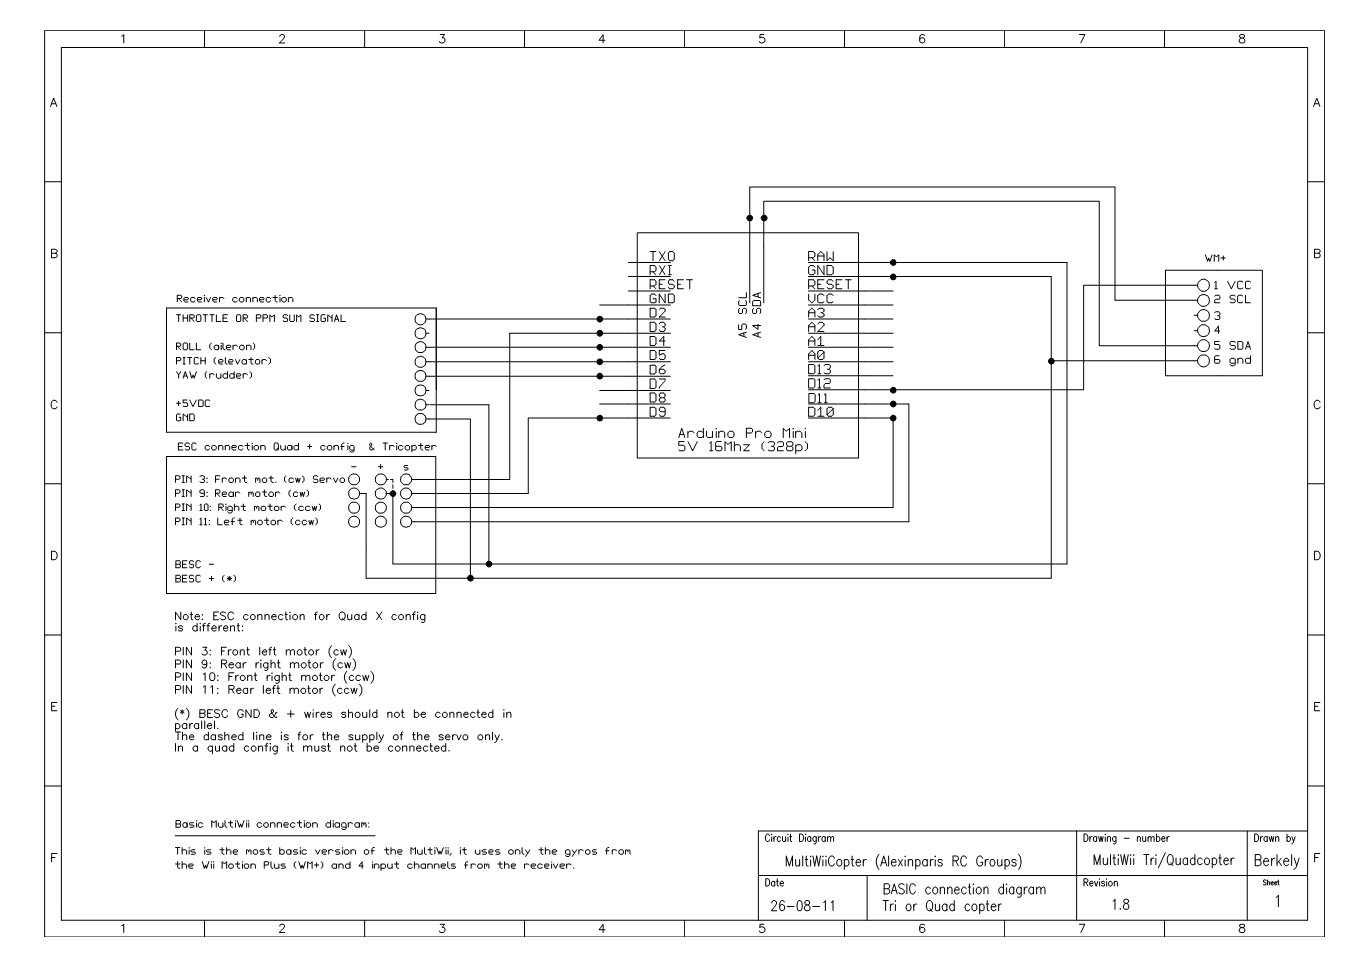 1 2 3 4 5 6 7 8
A A
B B
C C
D D
E E
F F
Receiver connection
THROTTLE OR PPM SUM SIGNAL
ROLL (aileron)
PITCH (elevator)
YAW (rudder)
+5VDC
GND
ESC connection Quad + config & Tricopter
- + s
PIN 3: Front mot. (cw) Servo
PIN 9: Rear motor (cw)
PIN 10: Right motor (ccw)
PIN 11: Left motor (ccw)
BESC -
BESC + (*)
TXO
RXI
RESET
GND
D2
D3
D4
D5
D6
D7
D8
D9
A5 SCL
A4 SDA
RAW
GND
RESET
VCC
A3
A2
A1
A0
D13
D12
D11
D10
Arduino Pro Mini
5V 16Mhz (328p)
WM+
1 VCC
2 SCL
3
4
5 SDA
6 gnd
Note: ESC connection for Quad X config
is different:
PIN 3: Front left motor (cw)
PIN 9: Rear right motor (cw)
PIN 10: Front right motor (ccw)
PIN 11: Rear left motor (ccw)
(*) BESC GND & + wires should not be connected in
parallel.
The dashed line is for the supply of the servo only.
In a quad config it must not be connected.
Basic MultiWii connection diagram:
This is the most basic version of the MultiWii, it uses only the gyros from
the Wii Motion Plus (WM+) and 4 input channels from the receiver.
Circuit Diagram
MultiWiiCopter (Alexinparis RC Groups)
Drawing - number
MultiWii Tri/Quadcopter
Drawn by
Berkely
Date
26-08-11
BASIC connection diagram
Tri or Quad copter
Revision
1.8
Sheet
1
1 2 3 4 5 6 7 8